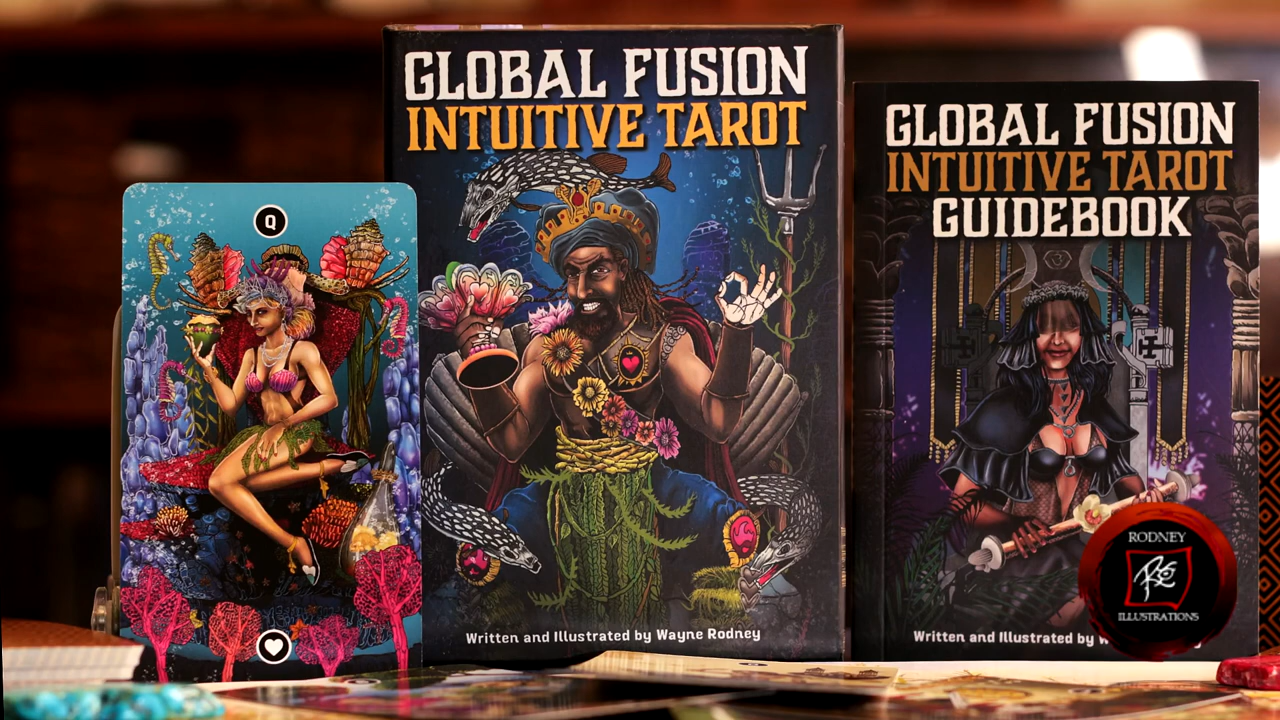 Q
GLOBAL FUSION
INTUITIVE TAROT
Written and Illustrated by Wayne Rodney
GLOBAL FUSION
INTUITIVE TAROT
GUIDEBOOK
Written and Illustrated by
RODNEY
ILLUSTRATIONS